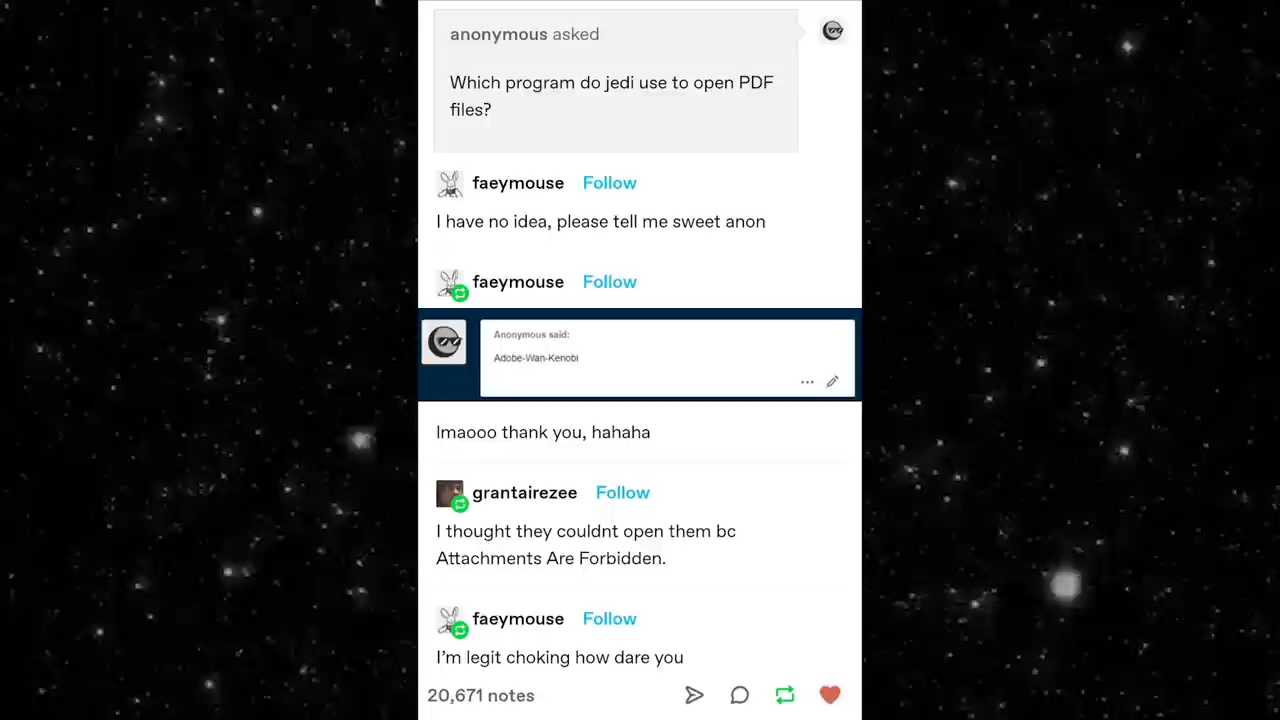 anonymous asked
Which program do jedi use to open PDF
files?
faeymouse Follow
I have no idea, please tell me sweet anon
faeymouse Follow
Anonymous said:
Adobe-Wan-Kenobi
lmaooo thank you, hahaha
grantairezee Follow
I thought they couldnt open them bc
Attachments Are Forbidden.
faeymouse Follow
I’m legit choking how dare you
20,671 notes